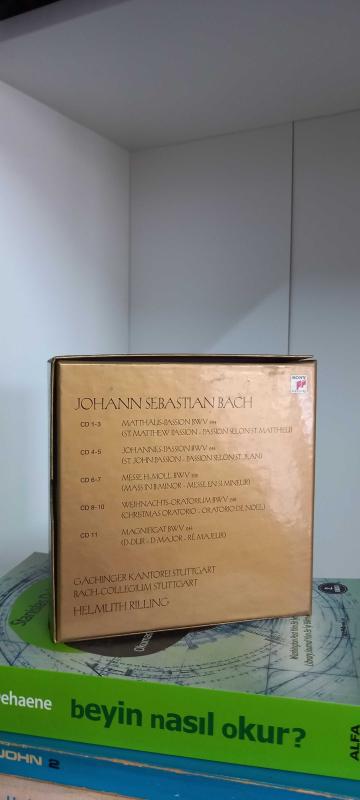 SONY
JOHANN SEBASTIAN BACH
CD 1-3 MATTHÄUS-PASSION BWV 244
(ST. MATTHEW PASSION - PASSION SELON ST. MATTHIEU)
CD 4-5 JOHANNES-PASSION BWV
(ST. JOHN PASSION - PASSION SELON ST. JEAN)
CD 6-7 MESSE H-MOLL BWV
(MASS IN B MINOR - MESSE EN SI MINEUR)
CD 8-10 WEIHNACHTS-ORATORIUM BWV
(CHRISTMAS ORATORIO - ORATORIO DE NOËL)
CD 11 MAGNIFICAT BWV
(D-DUR - D MAJOR - RÉ MAJEUR)
GÄCHINGER KANTOREI STUTTGART
BACH-COLLEGIUM STUTTGART
HELMUTH RILLING
Stanislas D
ehaene
beyin nasıl okur?
ALFA
JOHN 2